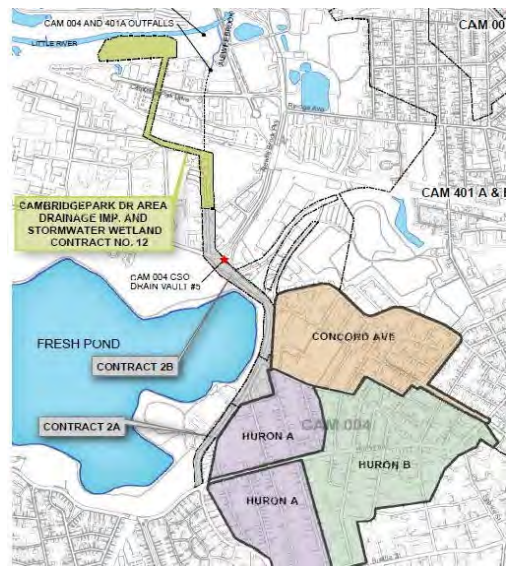 CAM 004 AND 401A OUTFALLS
LITTLE RIVER
CAM 00
CAM 401 A & B
CAMBRIDGEPARK DR AREA
DRAINAGE IMP. AND
STORMWATER WETLAND
CONTRACT NO. 12
CAM 004 CSO
DRAIN VAULT #5
FRESH POND
CONTRACT 2B
CONCORD AVE
CONTRACT 2A
CAM 004
HURON A
HURON B
HURON A